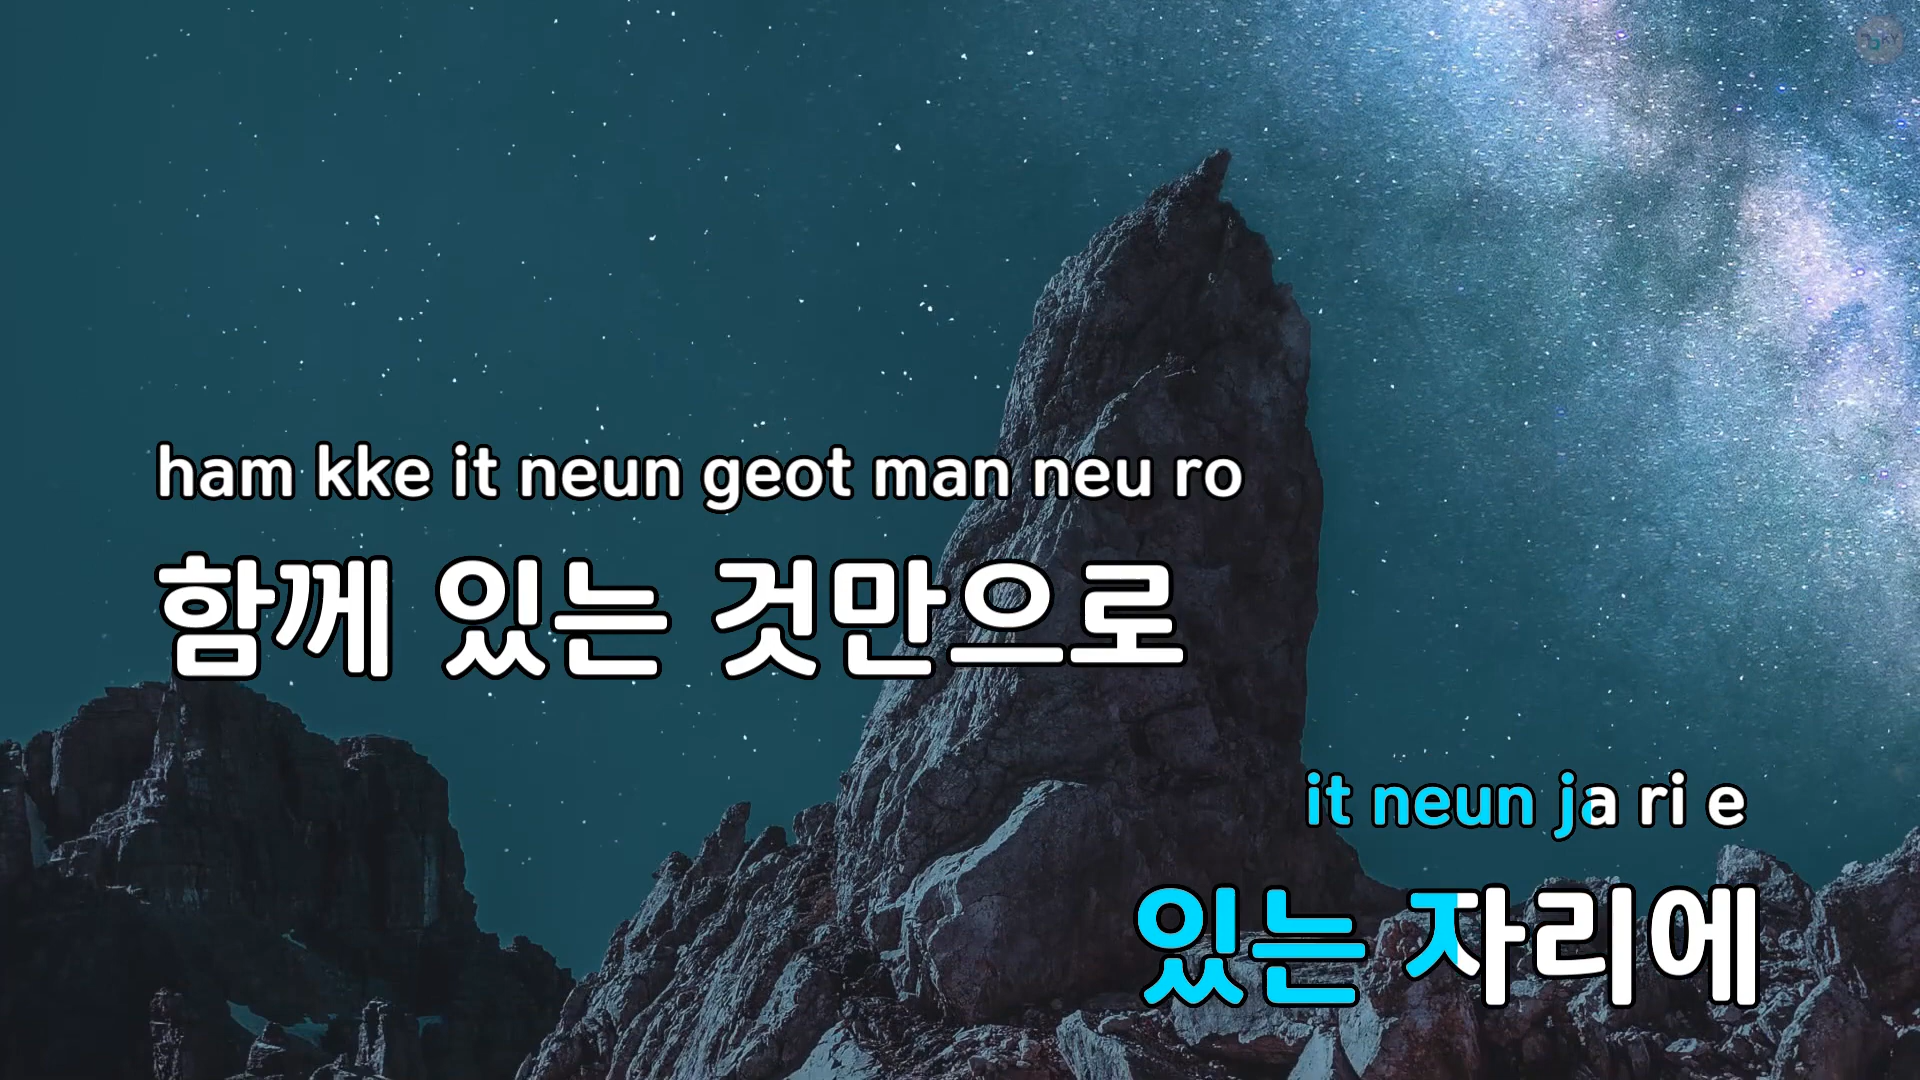 ham kke it neun geot man neu ro
함께 있는 것만으로
it neun ja ri e
있는 자리에